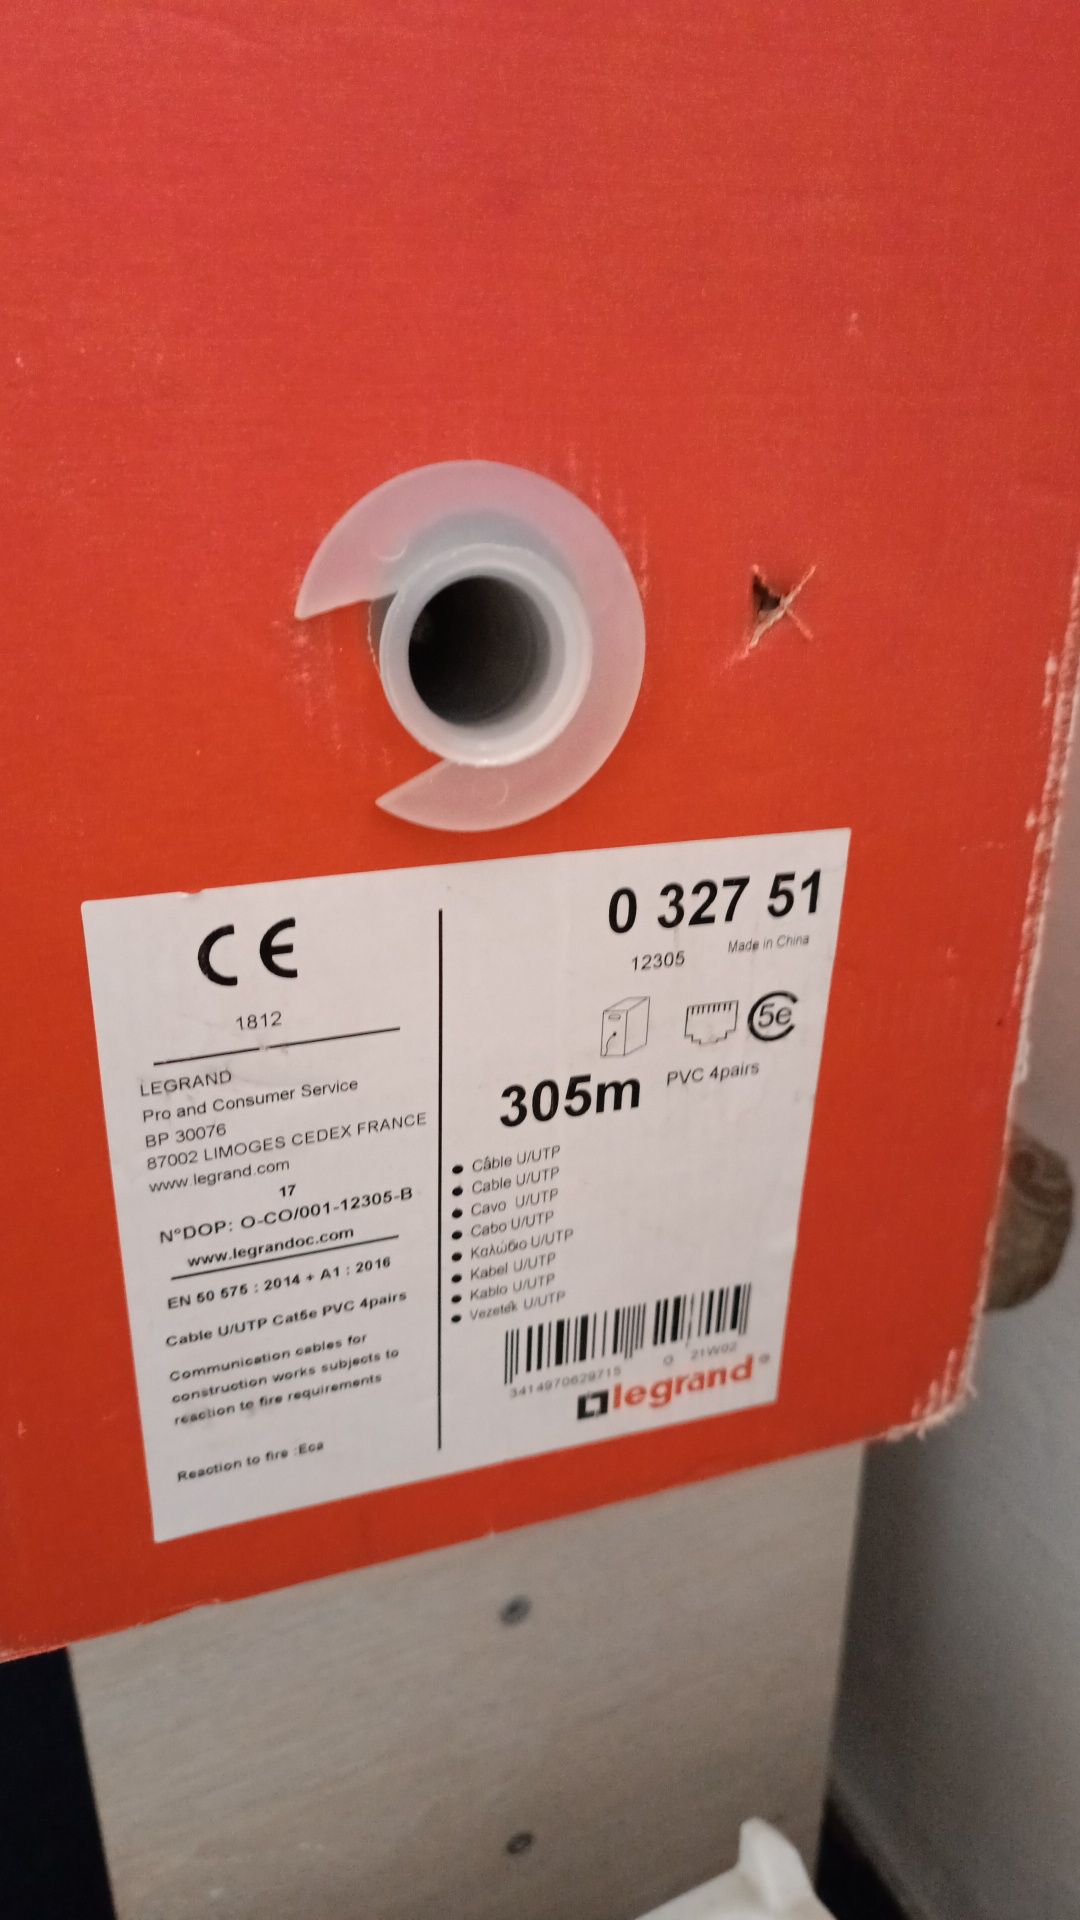 CE
1812
LEGRAND
Pro and Consumer Service
BP 30076
87002 LIMOGES CEDEX FRANCE
www.legrand.com
17
N°DOP: O-CO/001-12305-B
www.legrandoc.com
EN 50 575 : 2014 + A1 : 2016
Cable U/UTP Cat5e PVC 4pairs
Communication cables for
construction works subjects to
reaction to fire requirements
Reaction to fire :Eca
0 327 51
12305 Made in China
5e
305m PVC 4pairs
• Câble U/UTP
• Cable U/UTP
• Cavo U/UTP
• Cabo U/UTP
• Καλώδιο U/UTP
• Kabel U/UTP
• Kablo U/UTP
• Vezeték U/UTP
3414970629715 O 21W02
legrand®